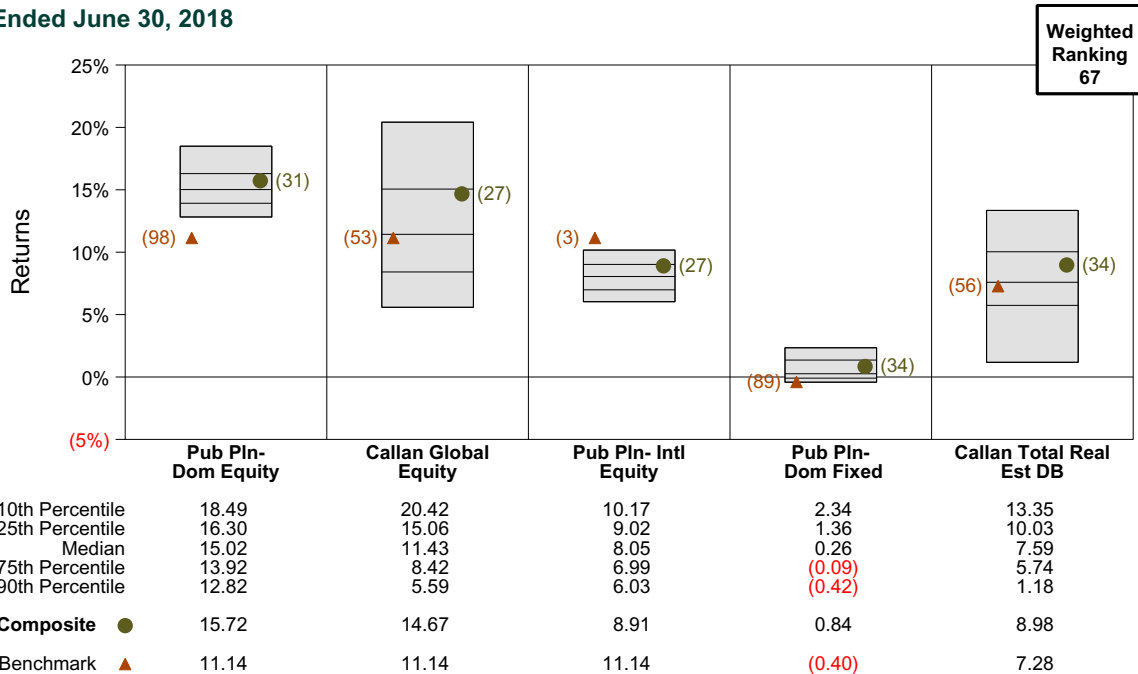 Ended June 30, 2018
Weighted
Ranking
67
Returns
25%
20%
15%
10%
5%
0%
(5%)
(98) (31)
(53) (27)
(3) (27)
(89) (34)
(56) (34)
Pub Pln- Dom Equity
Callan Global Equity
Pub Pln- Intl Equity
Pub Pln- Dom Fixed
Callan Total Real Est DB
10th Percentile 18.49 20.42 10.17 2.34 13.35
25th Percentile 16.30 15.06 9.02 1.36 10.03
Median 15.02 11.43 8.05 0.26 7.59
75th Percentile 13.92 8.42 6.99 (0.09) 5.74
90th Percentile 12.82 5.59 6.03 (0.42) 1.18
Composite 15.72 14.67 8.91 0.84 8.98
Benchmark 11.14 11.14 11.14 (0.40) 7.28